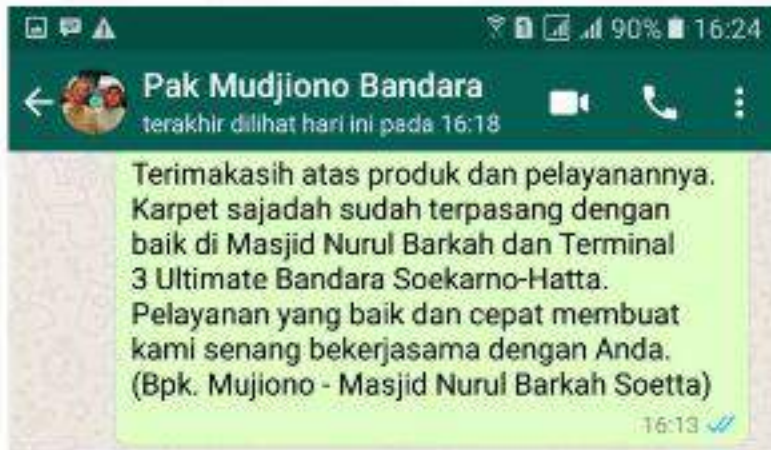 90% 16:24
Pak Mudjiono Bandara
terakhir dilihat hari ini pada 16:18
Terimakasih atas produk dan pelayanannya.
Karpet sajadah sudah terpasang dengan
baik di Masjid Nurul Barkah dan Terminal
3 Ultimate Bandara Soekarno-Hatta.
Pelayanan yang baik dan cepat membuat
kami senang bekerjasama dengan Anda.
(Bpk. Mujiono - Masjid Nurul Barkah Soetta)
16:13